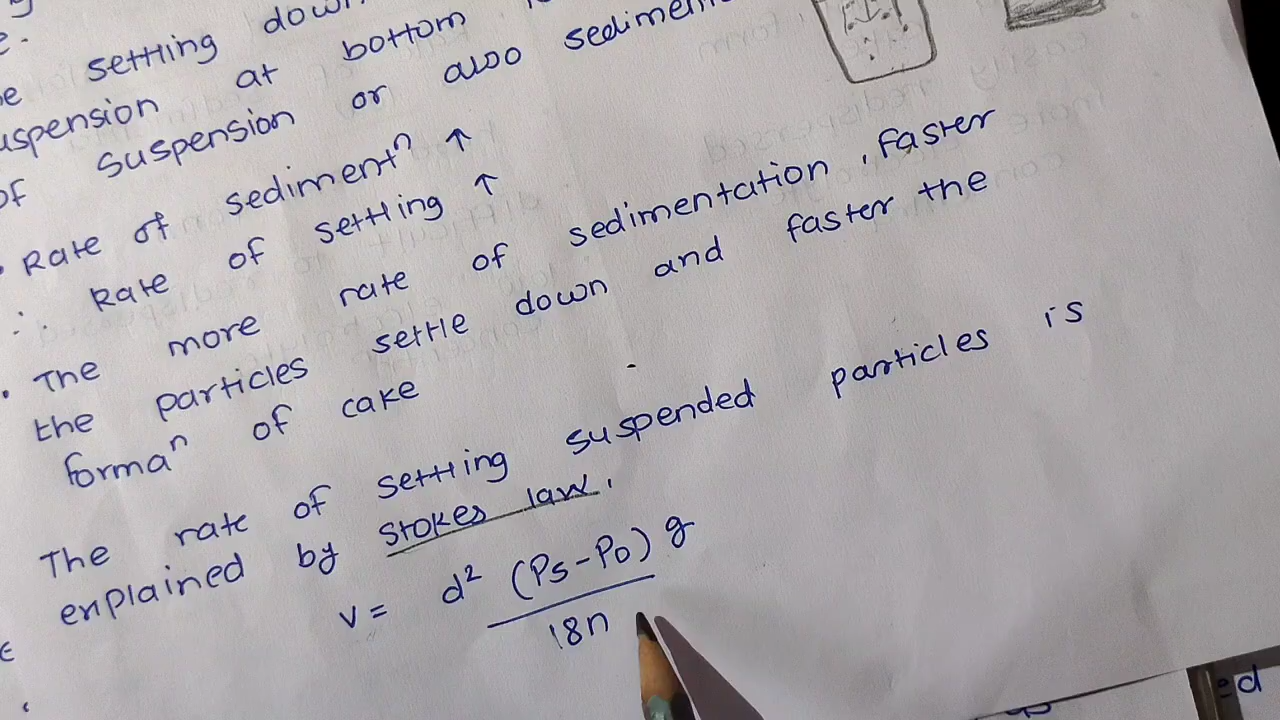 settling down
suspension at bottom
of suspension or also
Rate of sedimentⁿ ↑
∴ Rate of settling ↑
The more rate of sedimentation, faster
the particles settle down and faster the
formaⁿ of cake
The rate of settling suspended particles is
explained by Stokes law.
v = d² (Ps-Po) g
18n